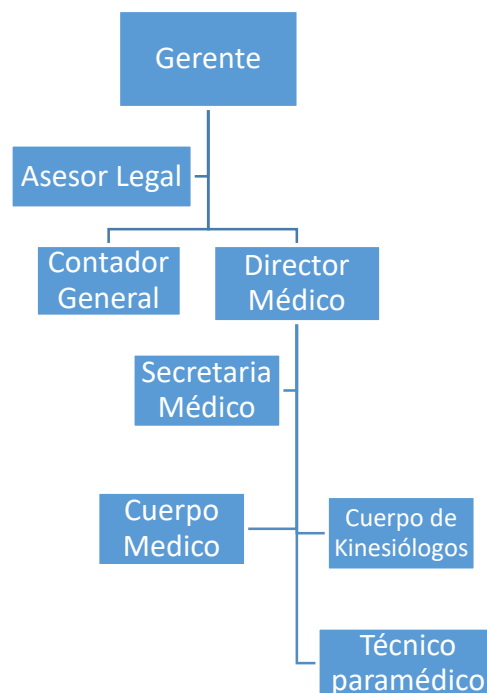 Gerente
Asesor Legal
Contador
General
Director
Médico
Secretaria
Médico
Cuerpo
Medico
Cuerpo de
Kinesiólogos
Técnico
paramédico